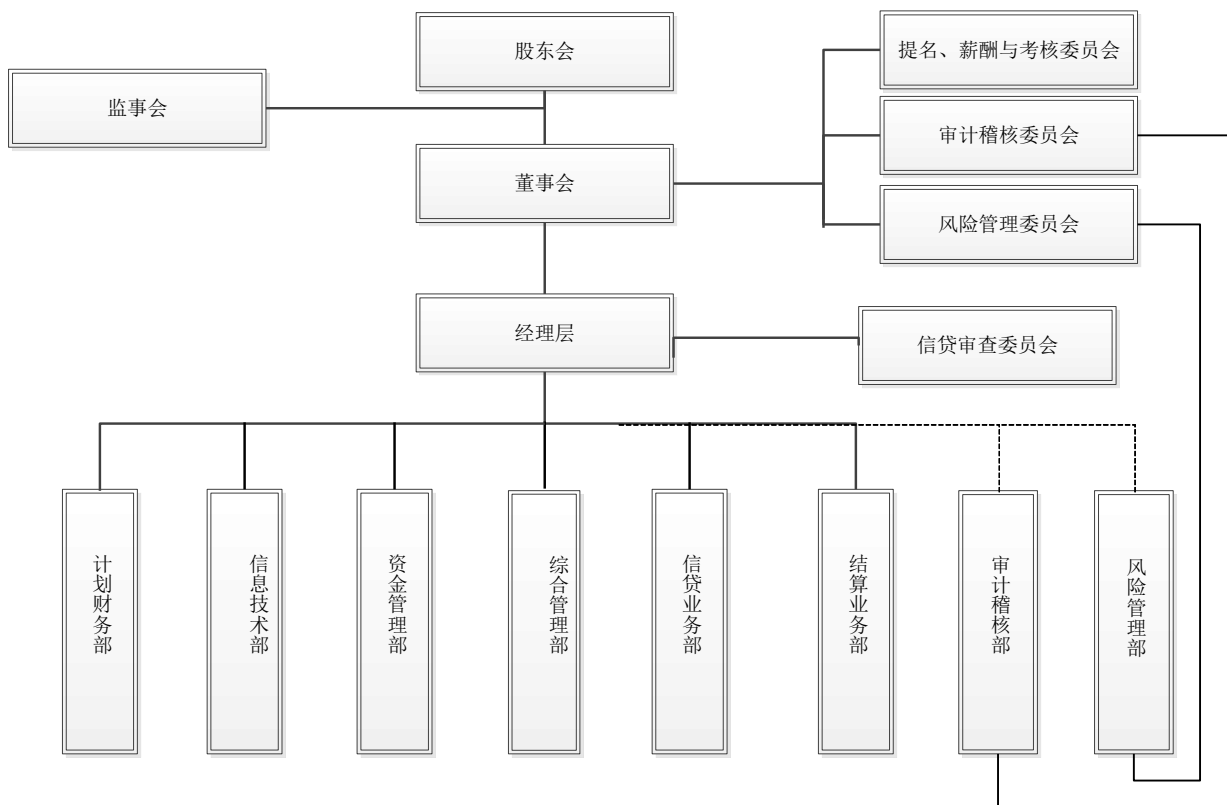 股东会
提名、薪酬与考核委员会
监事会
审计稽核委员会
董事会
风险管理委员会
经理层
信贷审查委员会
计划财务部
信息技术部
资金管理部
综合管理部
信贷业务部
结算业务部
审计稽核部
风险管理部